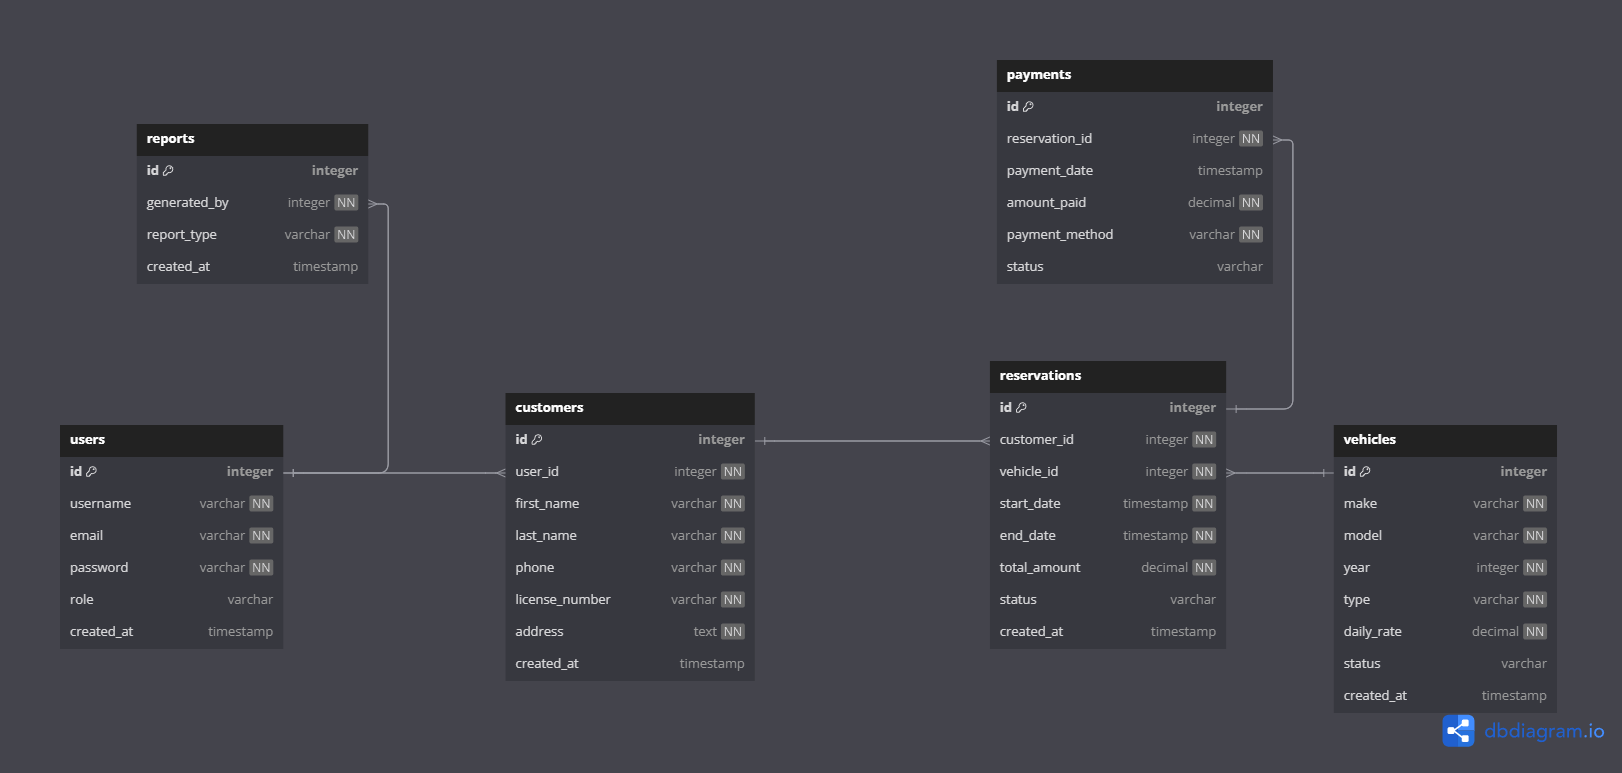 payments
id integer
reservation_id integer NN
payment_date timestamp
amount_paid decimal NN
payment_method varchar NN
status varchar
reports
id integer
generated_by integer NN
report_type varchar NN
created_at timestamp
reservations
id integer
customer_id integer NN
vehicle_id integer NN
start_date timestamp NN
end_date timestamp NN
total_amount decimal NN
status varchar
created_at timestamp
customers
id integer
user_id integer NN
first_name varchar NN
last_name varchar NN
phone varchar NN
license_number varchar NN
address text NN
created_at timestamp
users
id integer
username varchar NN
email varchar NN
password varchar NN
role varchar
created_at timestamp
vehicles
id integer
make varchar NN
model varchar NN
year integer NN
type varchar NN
daily_rate decimal NN
status varchar
created_at timestamp
dbdiagram.io